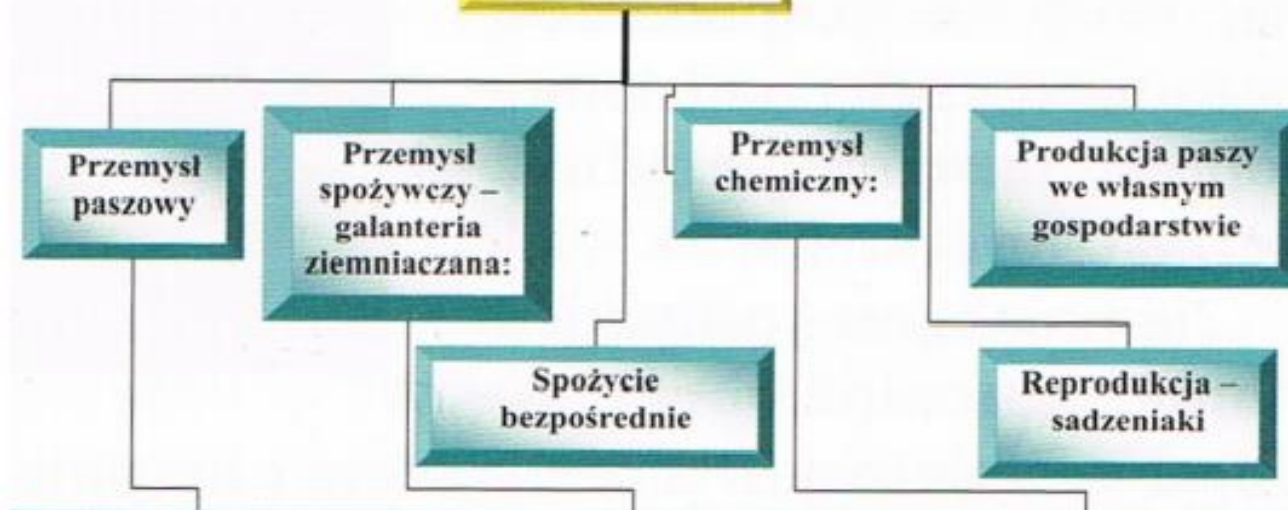 Przemysł
paszowy
Przemysł
spożywczy –
galanteria
ziemniaczana:
Przemysł
chemiczny:
Produkcja paszy
we własnym
gospodarstwie
Spożycie
bezpośrednie
Reprodukcja –
sadzeniaki